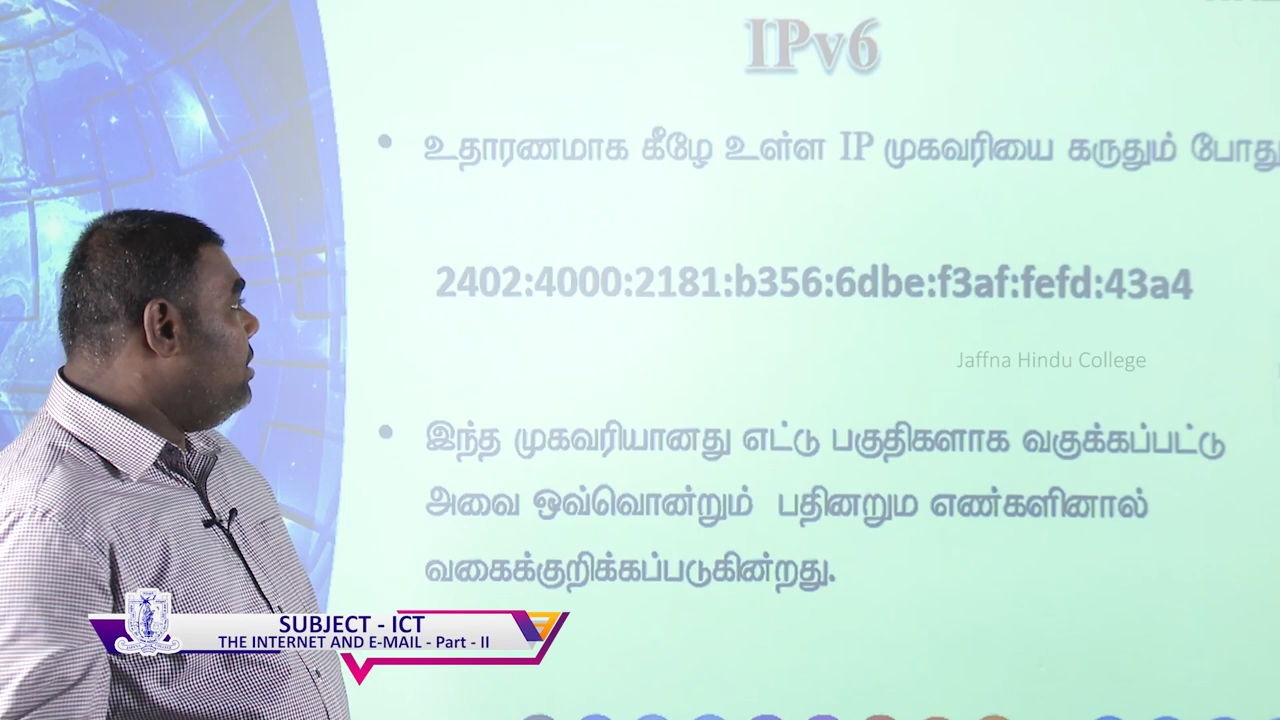 IPv6
• உதாரணமாக கீழே உள்ள IP முகவரியை கருதும் போது
2402:4000:2181:b356:6dbe:f3af:fefd:43a4
Jaffna Hindu College
• இந்த முகவரியானது எட்டு பகுதிகளாக வகுக்கப்பட்டு
அவை ஒவ்வொன்றும் பதினறும எண்களினால்
வகைக்குறிக்கப்படுகின்றது.
SUBJECT - ICT
THE INTERNET AND E-MAIL - Part - II